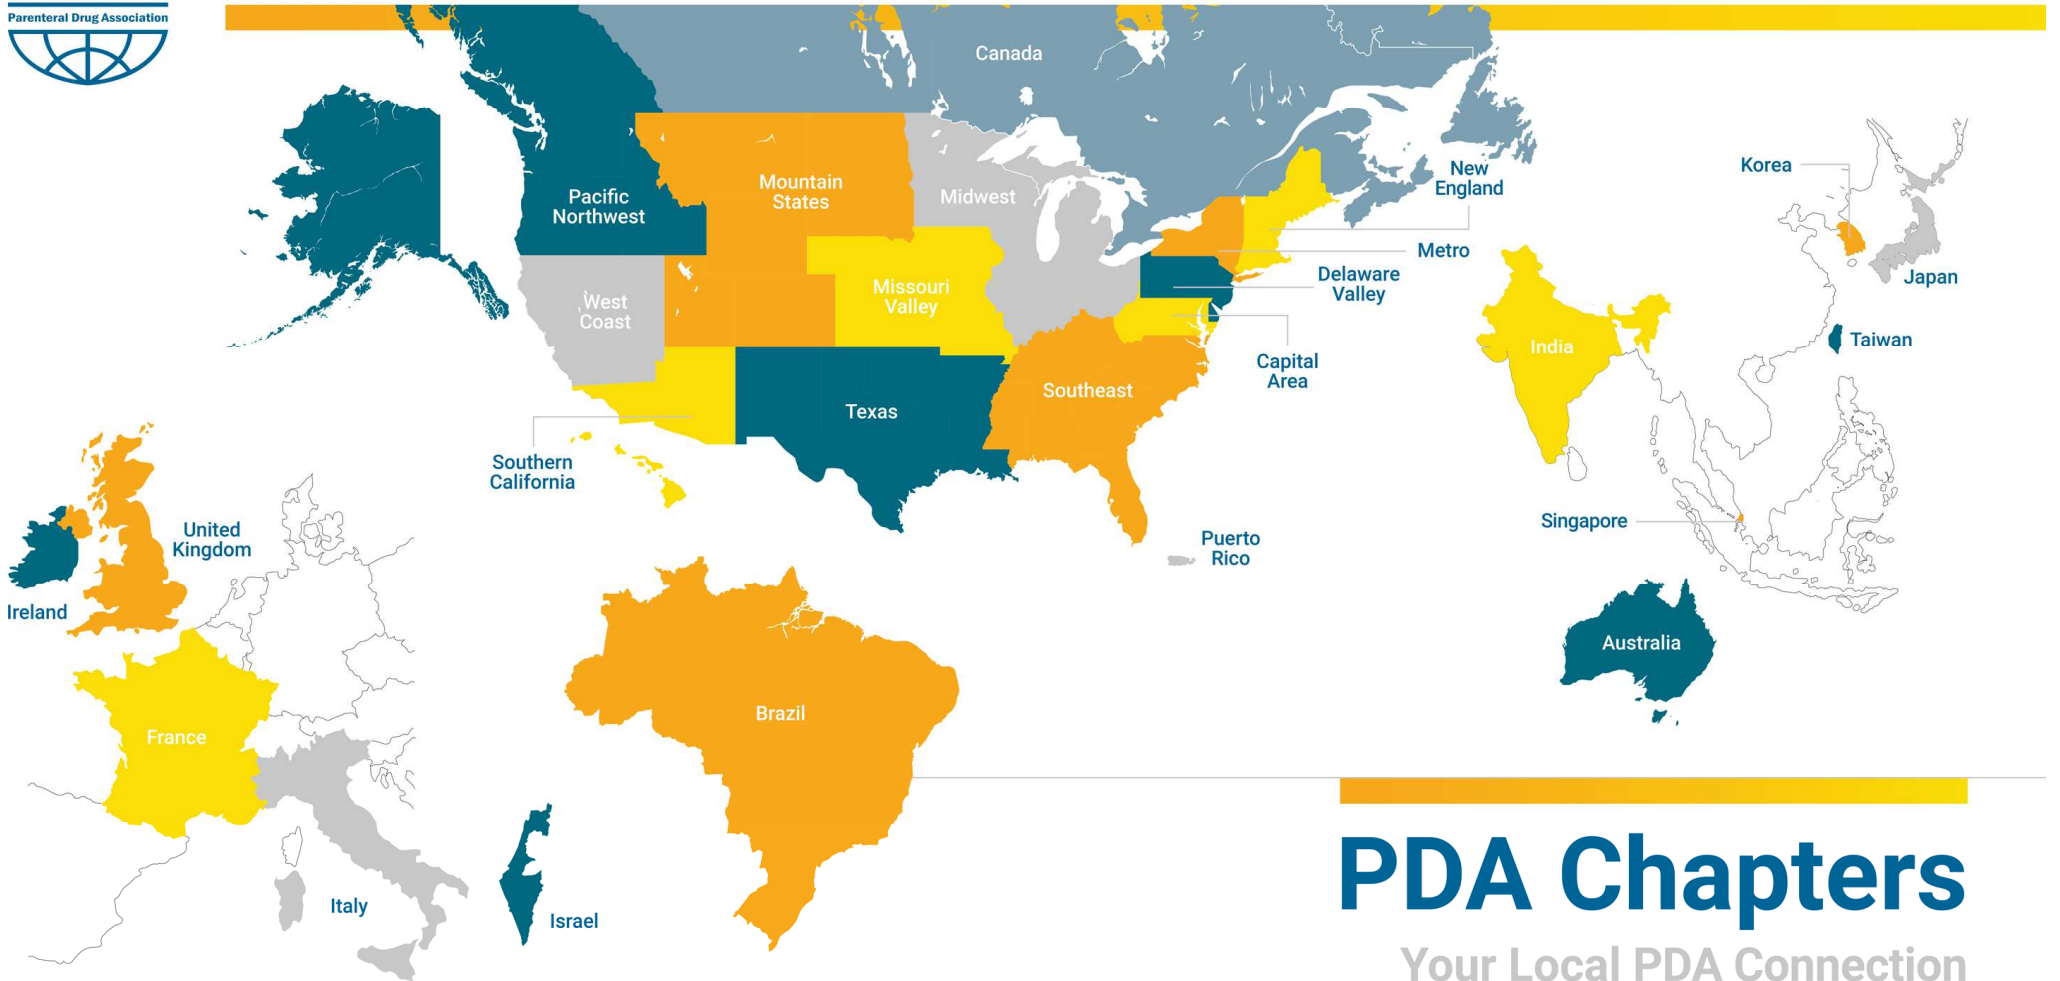 Parenteral Drug Association
Canada
New
England
Korea
Pacific
Northwest
Mountain
States
Midwest
Metro
Delaware
Valley
Japan
West
Coast
Missouri
Valley
India
Taiwan
Capital
Area
Southeast
Texas
Southern
California
Singapore
United
Kingdom
Puerto
Rico
Ireland
Australia
Brazil
France
Italy
Israel
PDA Chapters
Your Local PDA Connection